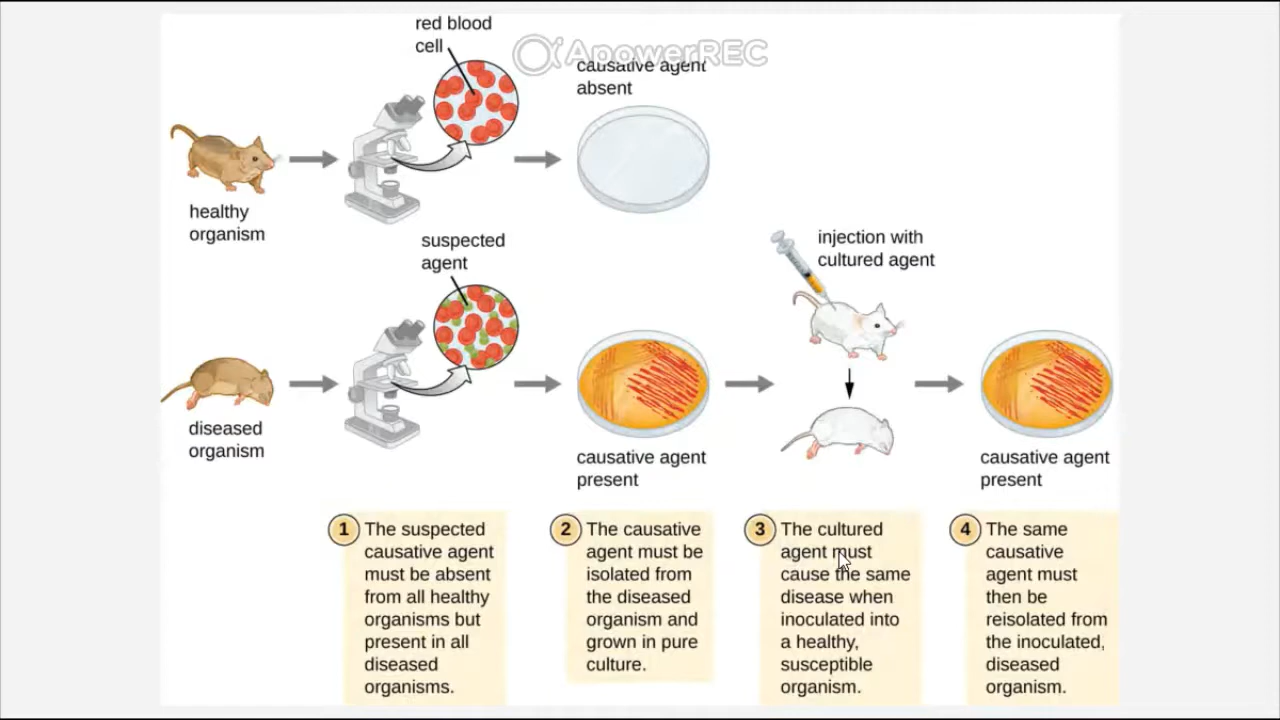 red blood
cell
ApowerREC
causative agent
absent
healthy
organism
suspected
agent
injection with
cultured agent
diseased
organism
causative agent
present
causative agent
present
1 The suspected
causative agent
must be absent
from all healthy
organisms but
present in all
diseased
organisms.
2 The causative
agent must be
isolated from
the diseased
organism and
grown in pure
culture.
3 The cultured
agent must
cause the same
disease when
inoculated into
a healthy,
susceptible
organism.
4 The same
causative
agent must
then be
reisolated from
the inoculated,
diseased
organism.